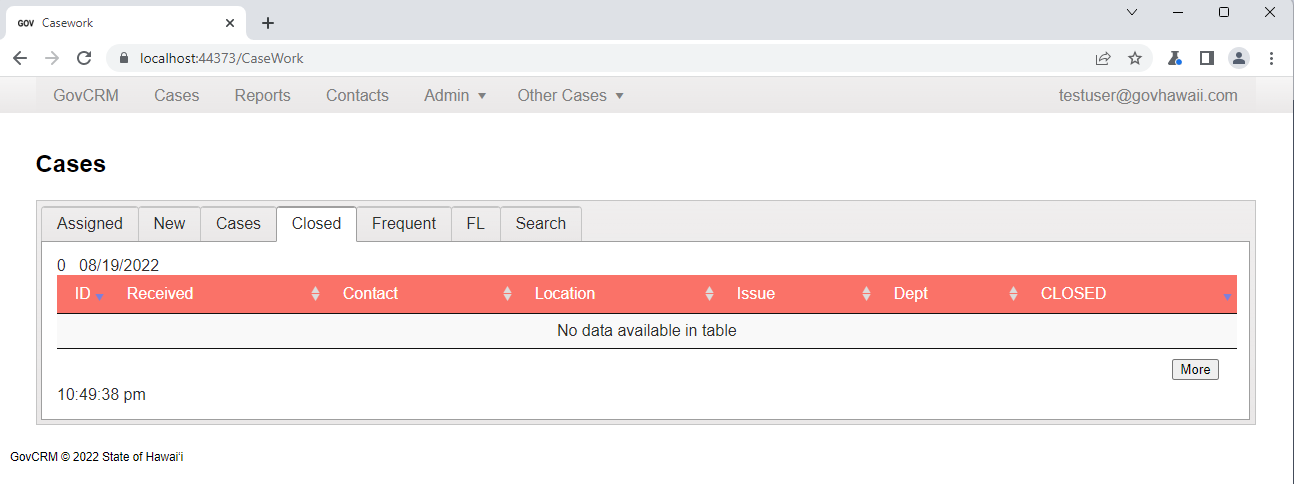 GOV Casework
localhost:44373/CaseWork
GovCRM Cases Reports Contacts Admin Other Cases testuser@govhawaii.com
Cases
Assigned New Cases Closed Frequent FL Search
0 08/19/2022
ID Received Contact Location Issue Dept CLOSED
No data available in table
More
10:49:38 pm
GovCRM © 2022 State of Hawaiʻi